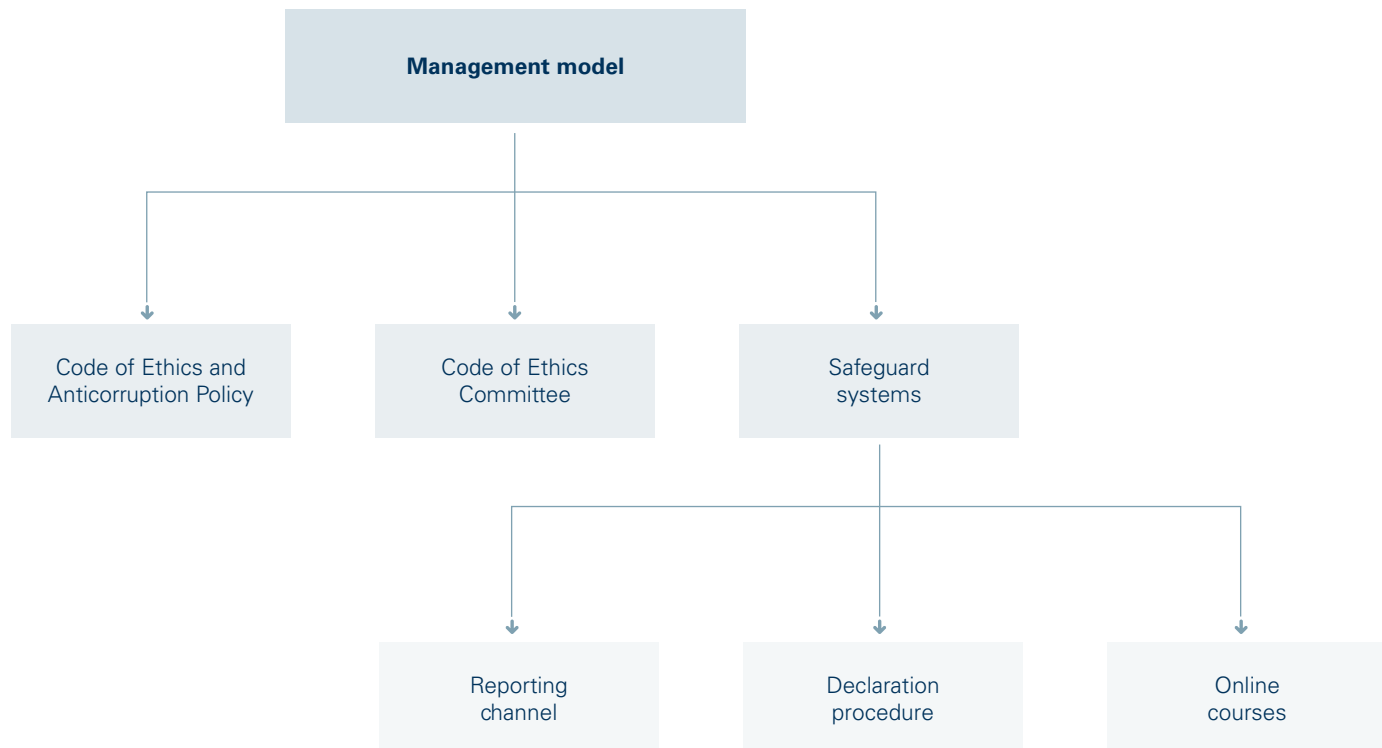 Management model
Code of Ethics and
Anticorruption Policy
Code of Ethics
Committee
Safeguard
systems
Reporting
channel
Declaration
procedure
Online
courses